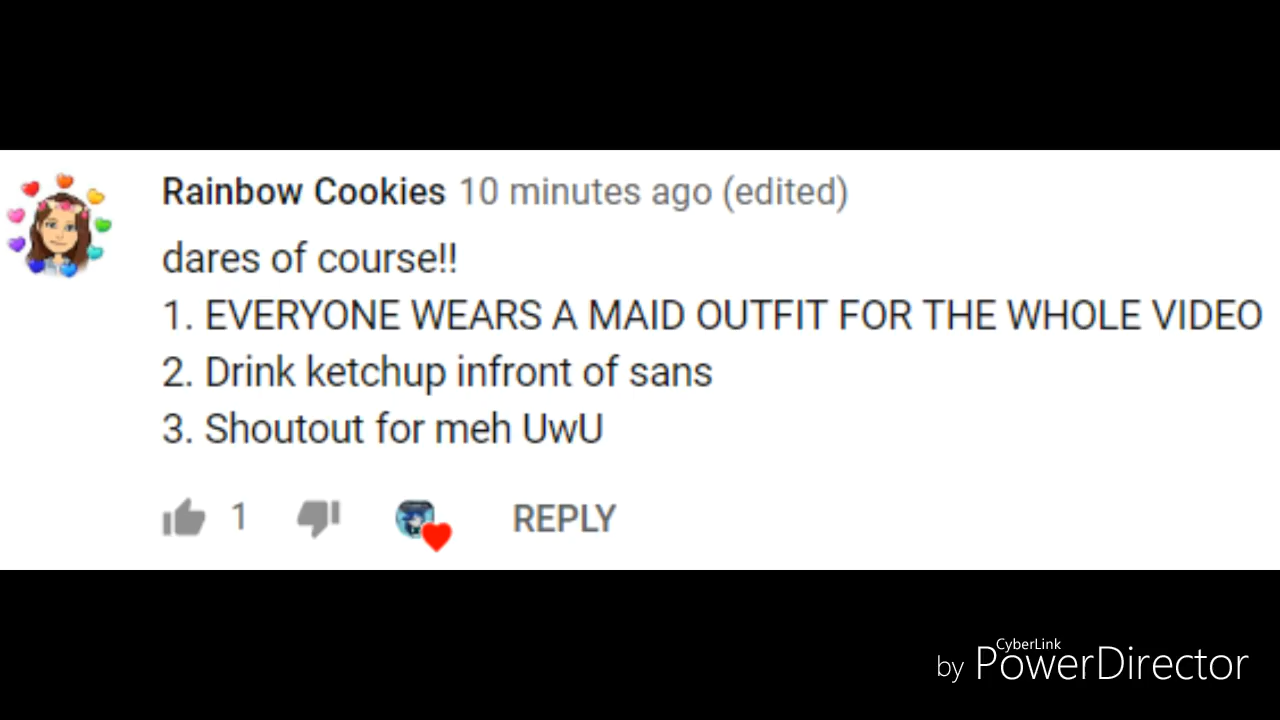 Rainbow Cookies 10 minutes ago (edited)
dares of course!!
1. EVERYONE WEARS A MAID OUTFIT FOR THE WHOLE VIDEO
2. Drink ketchup infront of sans
3. Shoutout for meh UwU
1 REPLY
CyberLink
by PowerDirector